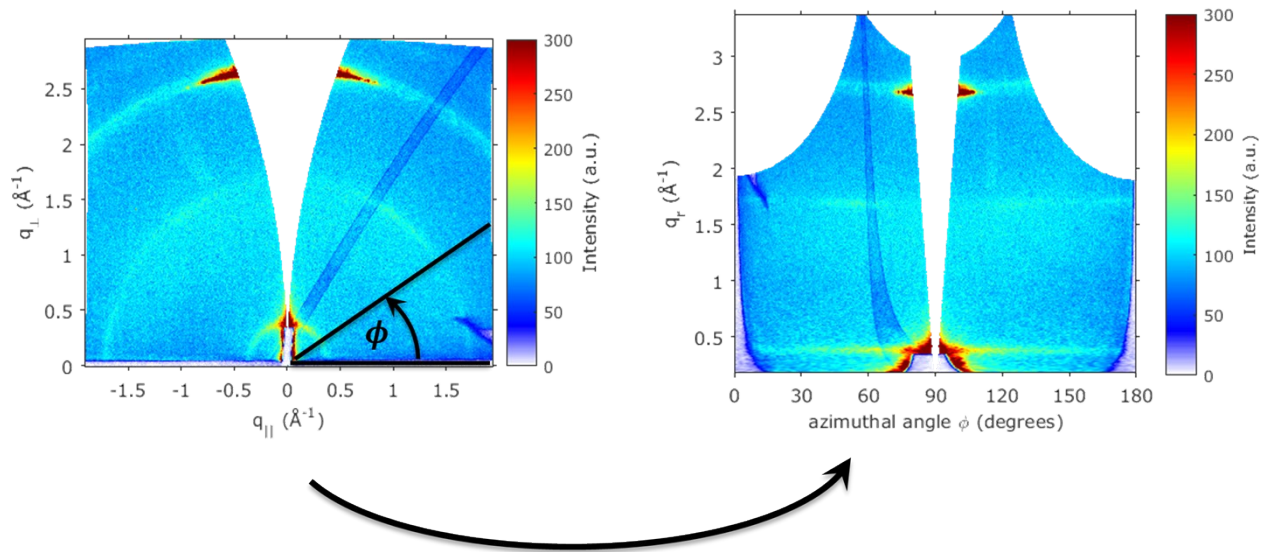 q⊥ (Å⁻¹)
2.5
2
1.5
1
0.5
0
-1.5 -1 -0.5 0 0.5 1 1.5
q|| (Å⁻¹)
ϕ
300
250
200
150
100
50
0
Intensity (a.u.)
qr (Å⁻¹)
3
2.5
2
1.5
1
0.5
0 30 60 90 120 150 180
azimuthal angle ϕ (degrees)
300
250
200
150
100
50
0
Intensity (a.u.)